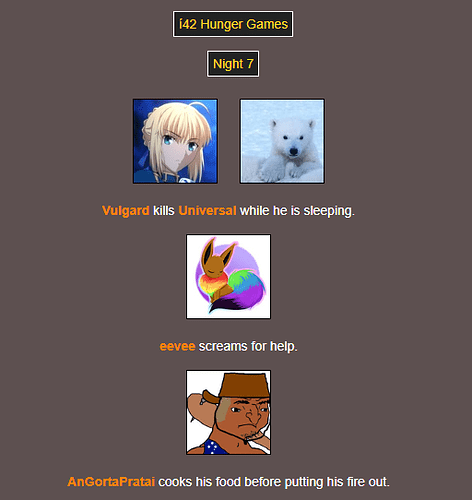 í42 Hunger Games
Night 7
Vulgard kills Universal while he is sleeping.
eevee screams for help.
AnGortaPratai cooks his food before putting his fire out.